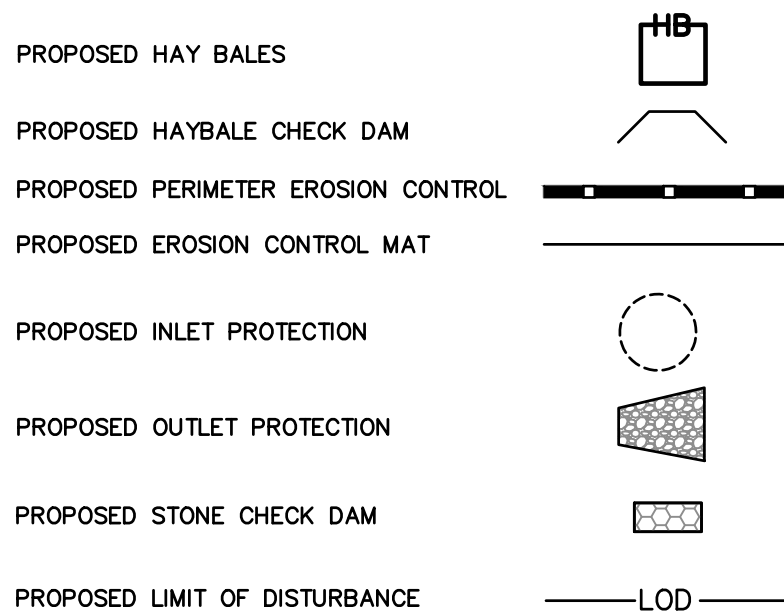 PROPOSED HAY BALES
HB
PROPOSED HAYBALE CHECK DAM
PROPOSED PERIMETER EROSION CONTROL
PROPOSED EROSION CONTROL MAT
PROPOSED INLET PROTECTION
PROPOSED OUTLET PROTECTION
PROPOSED STONE CHECK DAM
PROPOSED LIMIT OF DISTURBANCE
LOD